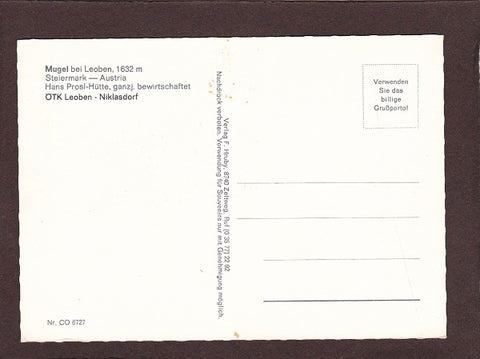 Mugel bei Leoben, 1632 m
Steiermark — Austria
Hans Prosl-Hütte, ganzj. bewirtschaftet
ÖTK Leoben - Niklasdorf
Verlag F. Hruby, 8740 Zeltweg, Ruf (0 35 77) 22 92
Nachdruck verboten. Verwendung für Souvenirs nur mit Genehmigung möglich.
Verwenden
Sie das
billige
Grußporto!
Nr. CO 6727